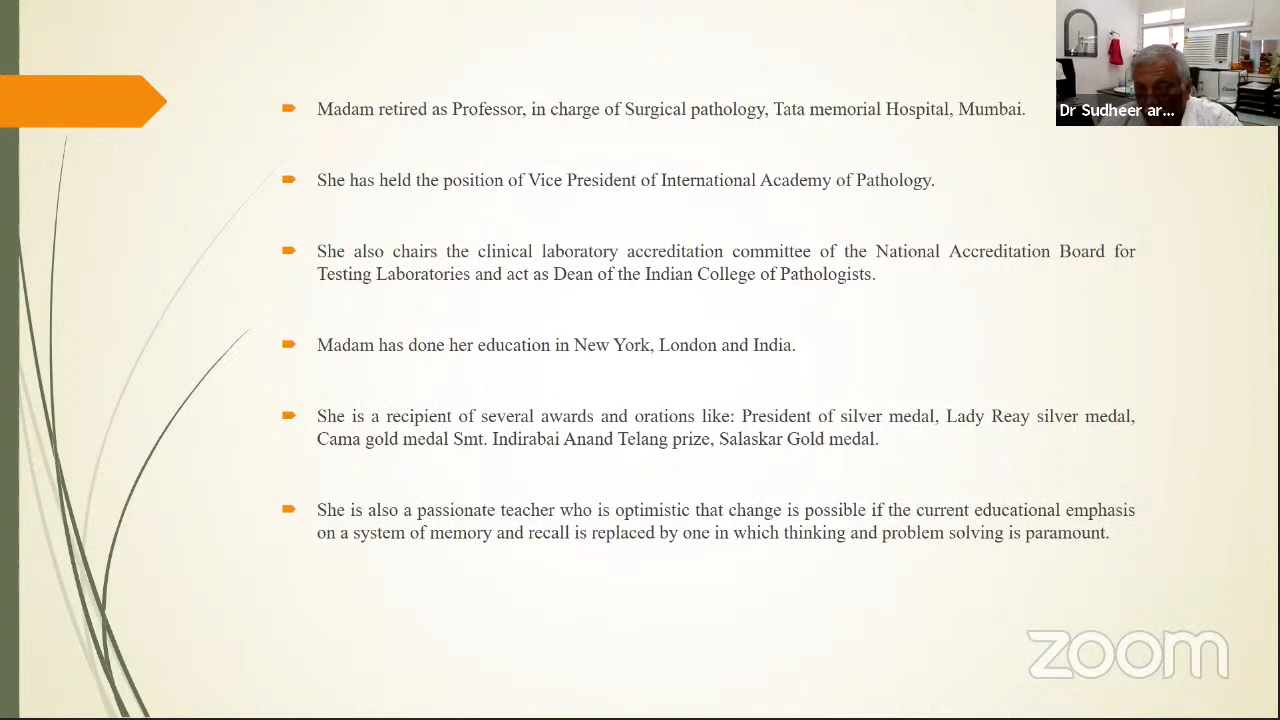 Madam retired as Professor, in charge of Surgical pathology, Tata memorial Hospital, Mumbai.
Dr Sudheer ar...
She has held the position of Vice President of International Academy of Pathology.
She also chairs the clinical laboratory accreditation committee of the National Accreditation Board for
Testing Laboratories and act as Dean of the Indian College of Pathologists.
Madam has done her education in New York, London and India.
She is a recipient of several awards and orations like: President of silver medal, Lady Reay silver medal,
Cama gold medal Smt. Indirabai Anand Telang prize, Salaskar Gold medal.
She is also a passionate teacher who is optimistic that change is possible if the current educational emphasis
on a system of memory and recall is replaced by one in which thinking and problem solving is paramount.
zoom